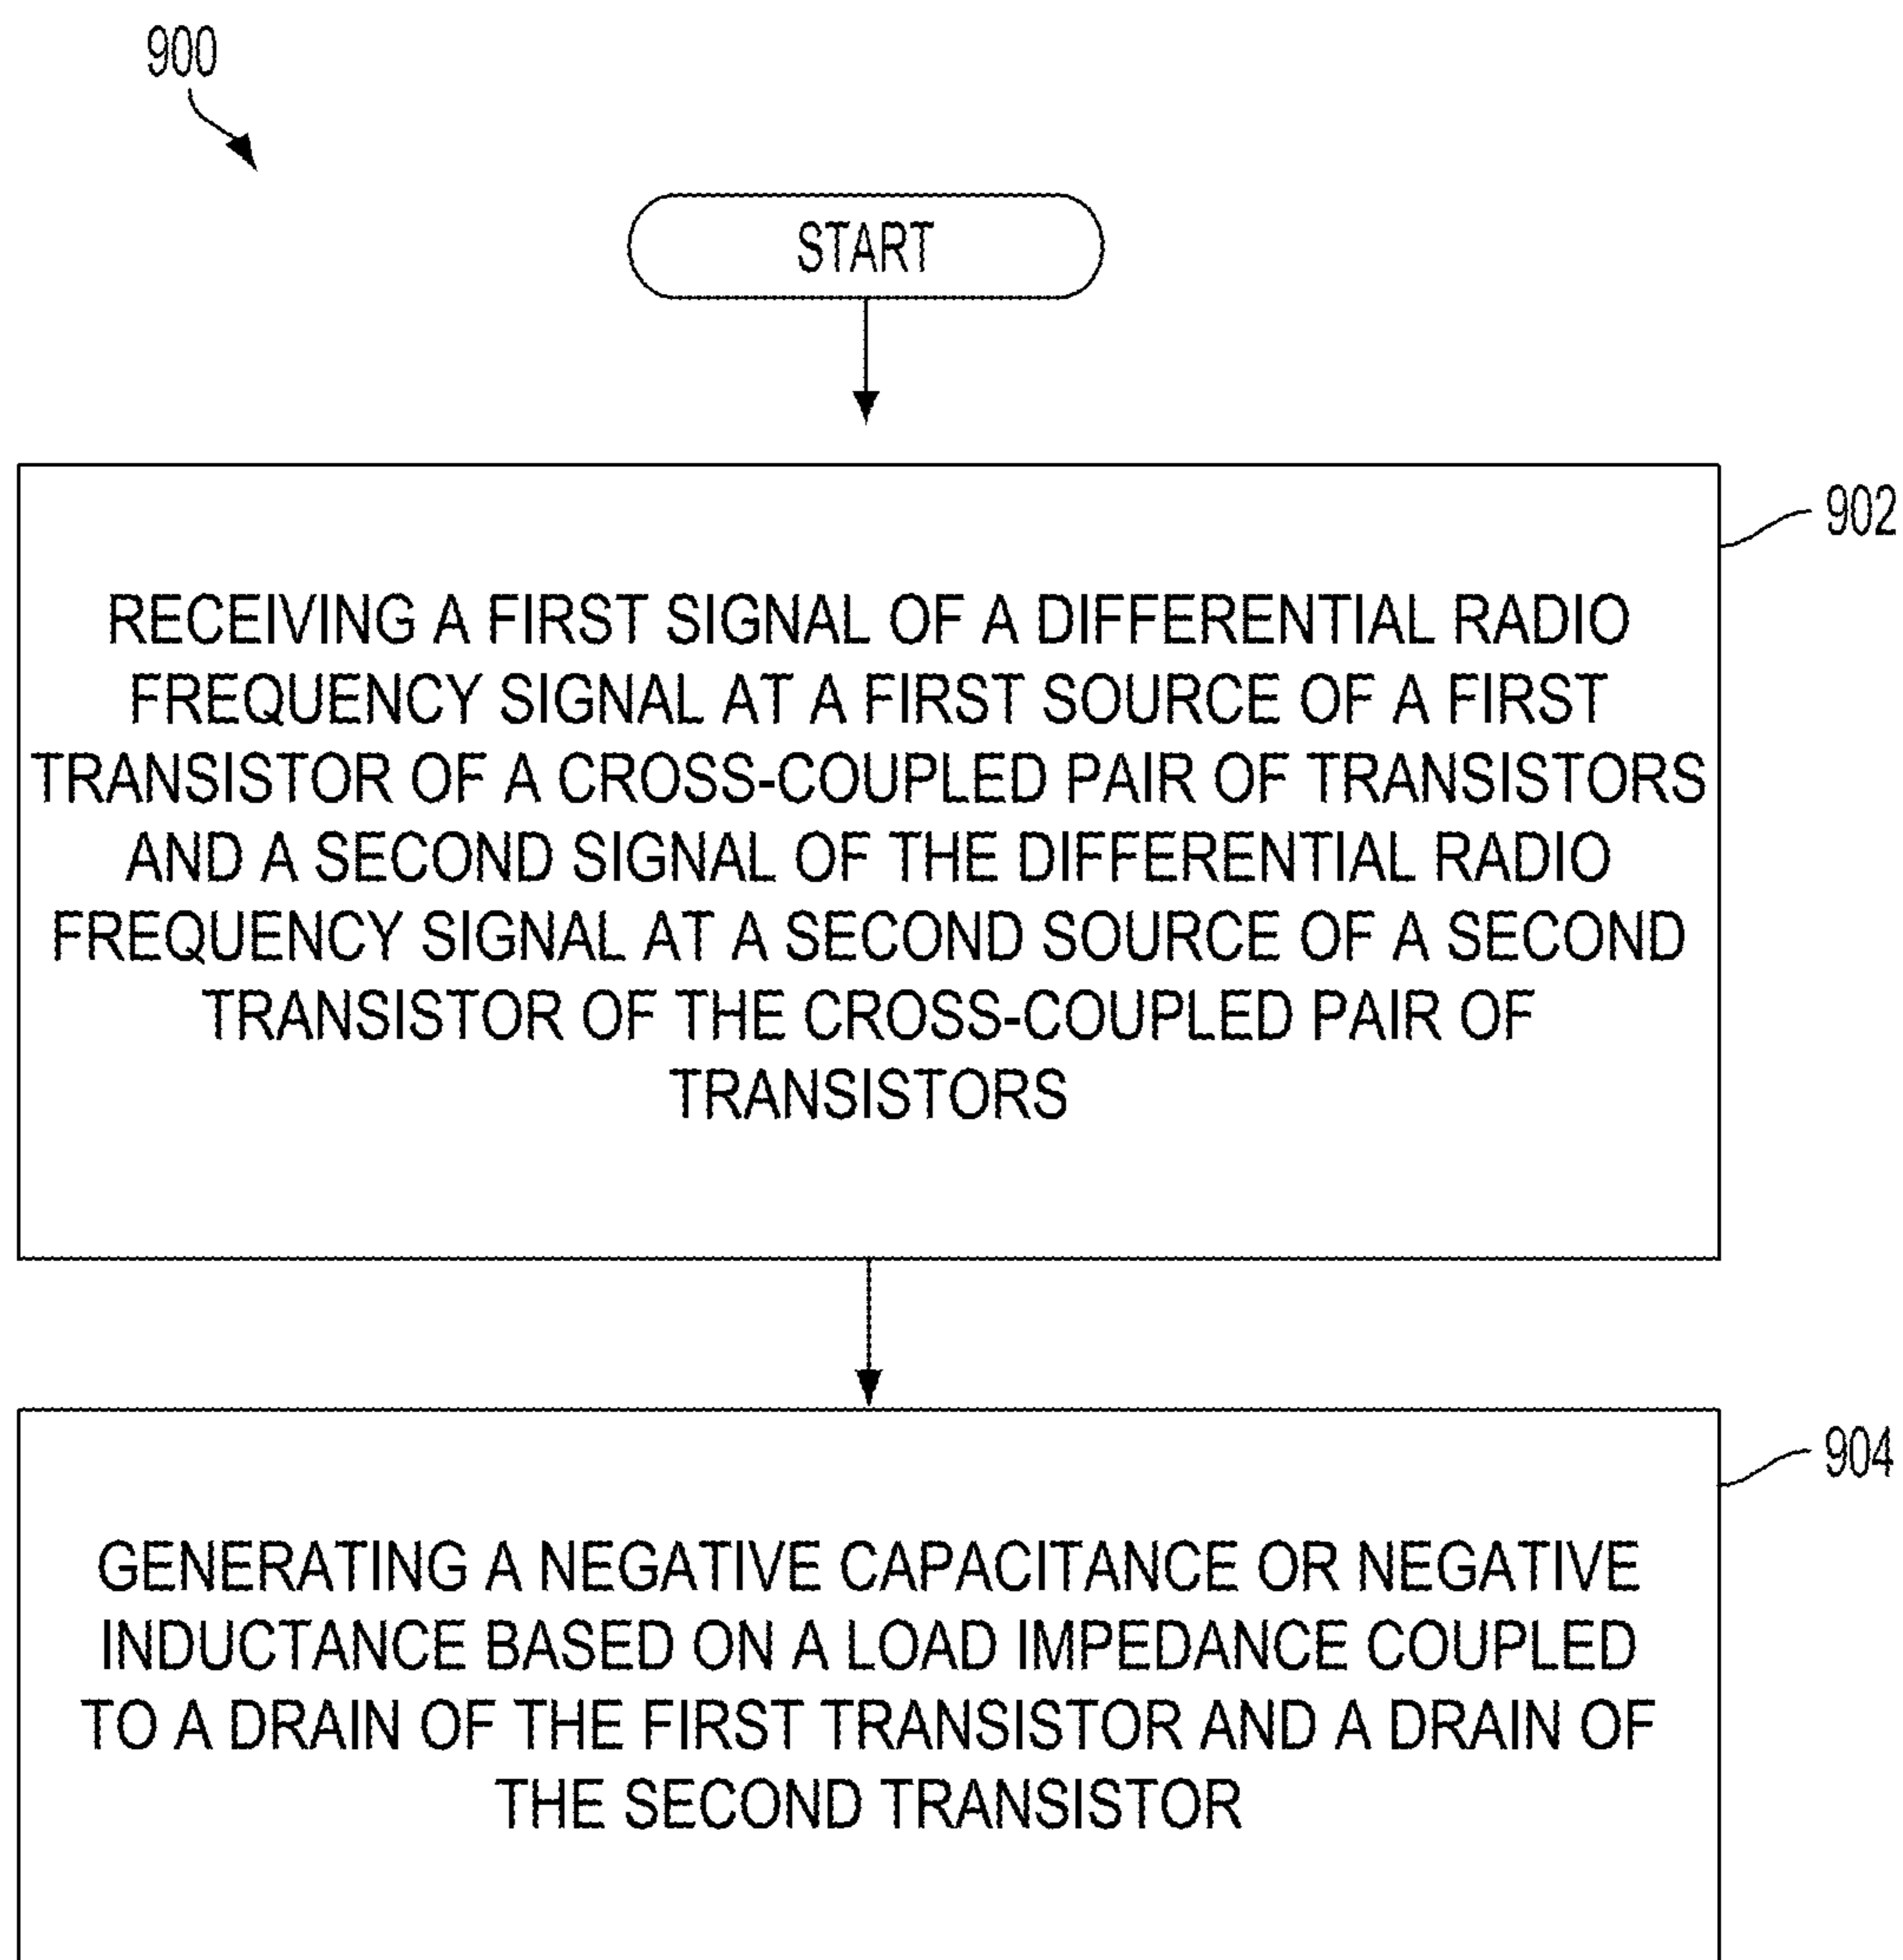 900
START
902
RECEIVING A FIRST SIGNAL OF A DIFFERENTIAL RADIO
FREQUENCY SIGNAL AT A FIRST SOURCE OF A FIRST
TRANSISTOR OF A CROSS-COUPLED PAIR OF TRANSISTORS
AND A SECOND SIGNAL OF THE DIFFERENTIAL RADIO
FREQUENCY SIGNAL AT A SECOND SOURCE OF A SECOND
TRANSISTOR OF THE CROSS-COUPLED PAIR OF
TRANSISTORS
904
GENERATING A NEGATIVE CAPACITANCE OR NEGATIVE
INDUCTANCE BASED ON A LOAD IMPEDANCE COUPLED
TO A DRAIN OF THE FIRST TRANSISTOR AND A DRAIN OF
THE SECOND TRANSISTOR